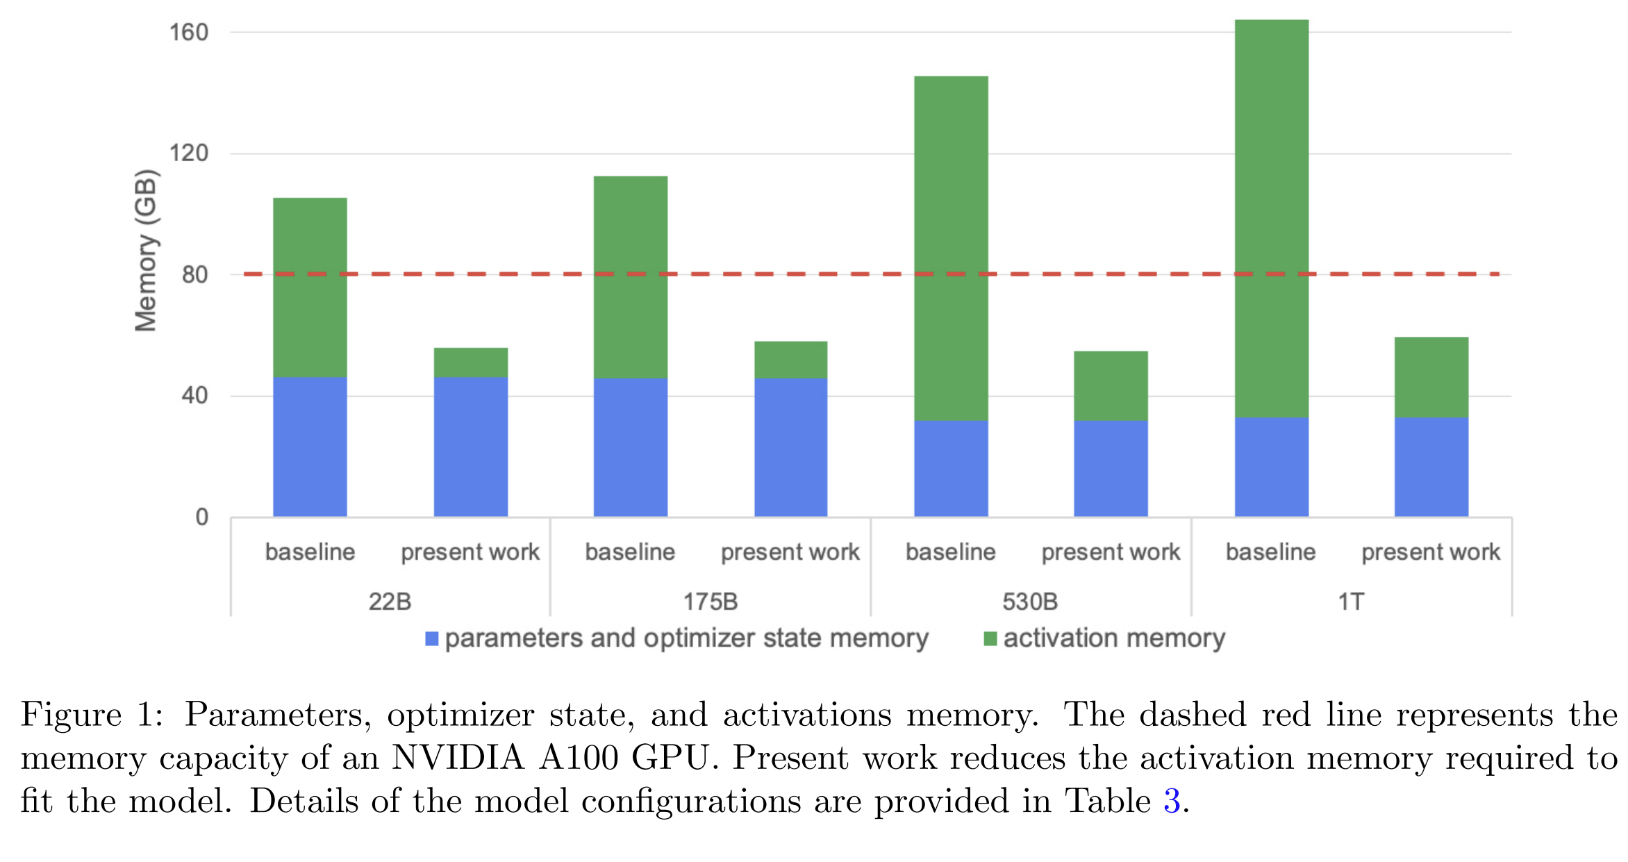 160
120
80
40
0
Memory (GB)
baseline present work baseline present work baseline present work baseline present work
22B 175B 530B 1T
parameters and optimizer state memory activation memory
Figure 1: Parameters, optimizer state, and activations memory. The dashed red line represents the
memory capacity of an NVIDIA A100 GPU. Present work reduces the activation memory required to
fit the model. Details of the model configurations are provided in Table 3.